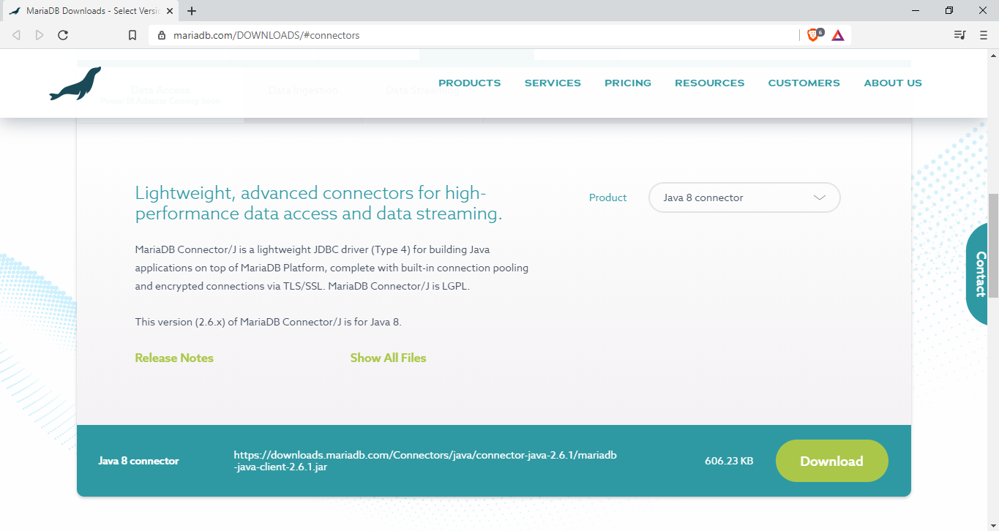 MariaDB Downloads - Select Versi
mariadb.com/DOWNLOADS/#connectors
6
PRODUCTS SERVICES PRICING RESOURCES CUSTOMERS ABOUT US
Data Access Data Ingestion Data Streaming
Power BI Adapter Coming Soon
Lightweight, advanced connectors for high-
performance data access and data streaming.
Product Java 8 connector
MariaDB Connector/J is a lightweight JDBC driver (Type 4) for building Java
applications on top of MariaDB Platform, complete with built-in connection pooling
and encrypted connections via TLS/SSL. MariaDB Connector/J is LGPL.
This version (2.6.x) of MariaDB Connector/J is for Java 8.
Release Notes Show All Files
Contact
Java 8 connector
https://downloads.mariadb.com/Connectors/java/connector-java-2.6.1/mariadb
-java-client-2.6.1.jar
606.23 KB
Download